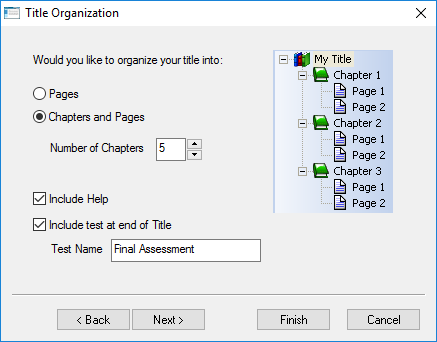 Title Organization
Would you like to organize your title into:
Pages
Chapters and Pages
Number of Chapters 5
Include Help
Include test at end of Title
Test Name Final Assessment
My Title
Chapter 1
Page 1
Page 2
Chapter 2
Page 1
Page 2
Chapter 3
Page 1
Page 2
< Back Next > Finish Cancel